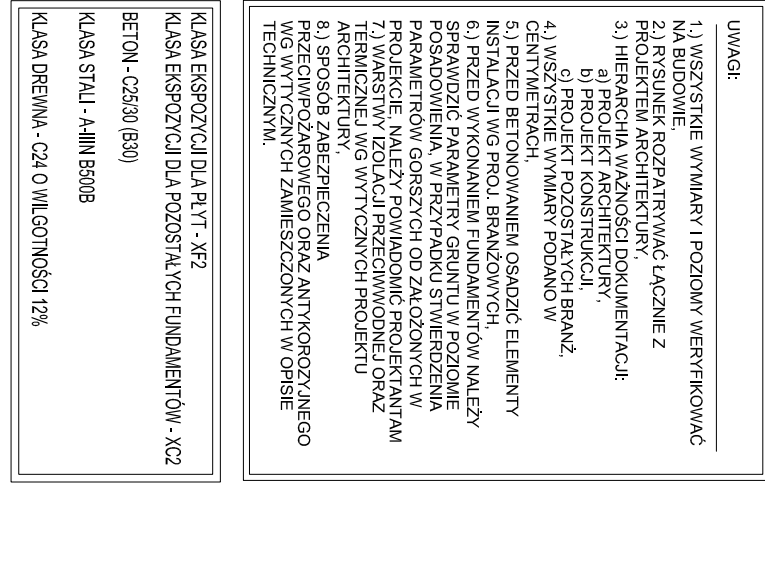 UWAGI:
1.) WSZYSTKIE WYMIARY I POZIOMY WERYFIKOWAĆ
NA BUDOWIE,
2.) RYSUNEK ROZPATRYWAĆ ŁĄCZNIE Z
PROJEKTEM ARCHITEKTURY,
3.) HIERARCHIA WAŻNOŚCI DOKUMENTACJI:
a) PROJEKT ARCHITEKTURY,
b) PROJEKT KONSTRUKCJI,
c) PROJEKT POZOSTAŁYCH BRANŻ,
4.) WSZYSTKIE WYMIARY PODANO W
CENTYMETRACH,
5.) PRZED BETONOWANIEM OSADZIĆ ELEMENTY
INSTALACJI WG PROJ. BRANŻOWYCH,
6.) PRZED WYKONANIEM FUNDAMENTÓW NALEŻY
SPRAWDZIĆ PARAMETRY GRUNTU W POZIOMIE
POSADOWIENIA, W PRZYPADKU STWIERDZENIA
PARAMETRÓW GORSZYCH OD ZAŁOŻONYCH W
PROJEKCIE, NALEŻY POWIADOMIĆ PROJEKTANTAM
7.) WARSTWY IZOLACJI PRZECIWWODNEJ ORAZ
TERMICZNEJ WG WYTYCZNYCH PROJEKTU
ARCHITEKTURY,
8.) SPOSÓB ZABEZPIECZENIA
PRZECIWPOŻAROWEGO ORAZ ANTYKOROZYJNEGO
WG WYTYCZNYCH ZAMIESZCZONYCH W OPISIE
TECHNICZNYM.
KLASA EKSPOZYCJI DLA PŁYT - XF2
KLASA EKSPOZYCJI DLA POZOSTAŁYCH FUNDAMENTÓW - XC2
BETON - C25/30 (B30)
KLASA STALI - A-IIIN B500B
KLASA DREWNA - C24 O WILGOTNOŚCI 12%